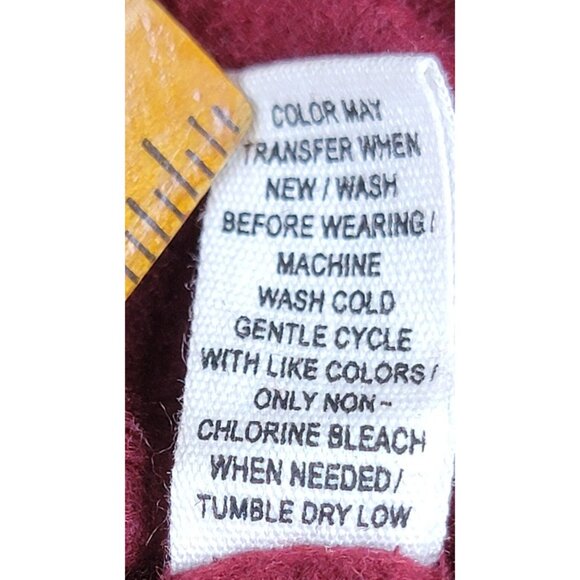 COLOR MAY
TRANSFER WHEN
NEW / WASH
BEFORE WEARING /
MACHINE
WASH COLD
GENTLE CYCLE
WITH LIKE COLORS /
ONLY NON-
CHLORINE BLEACH
WHEN NEEDED /
TUMBLE DRY LOW